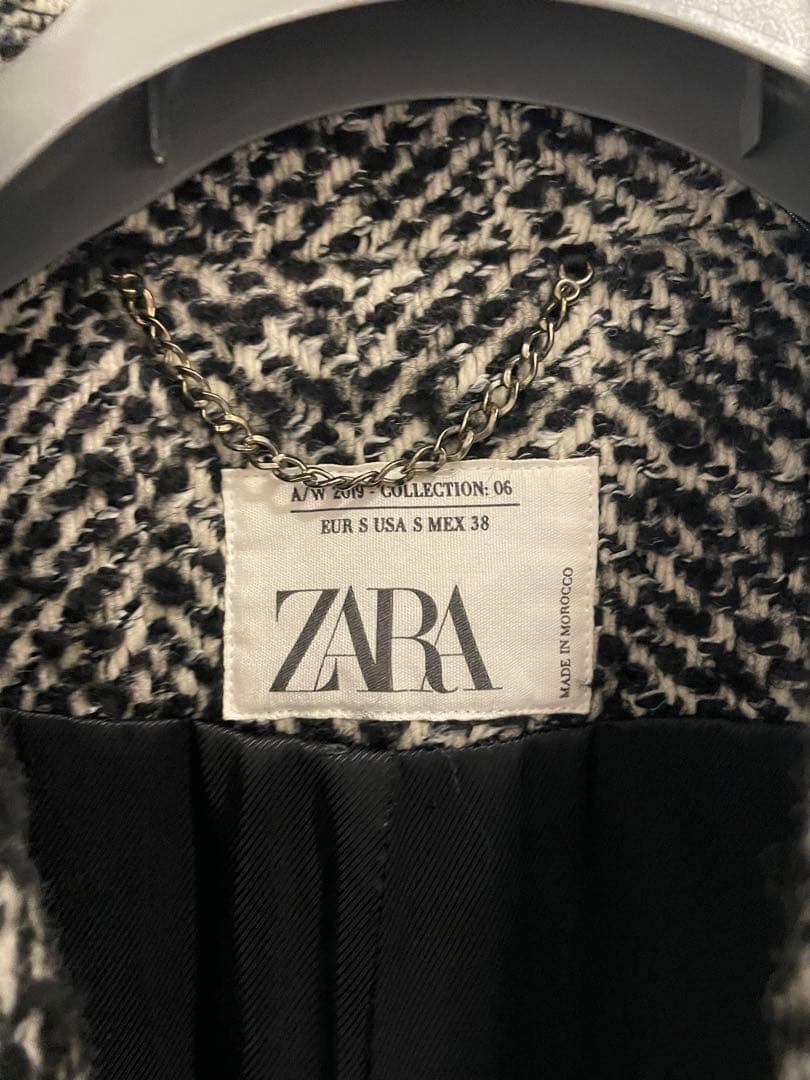 A/W 2019 - COLLECTION: 06
EUR S USA S MEX 38
ZARA
MADE IN MOROCCO